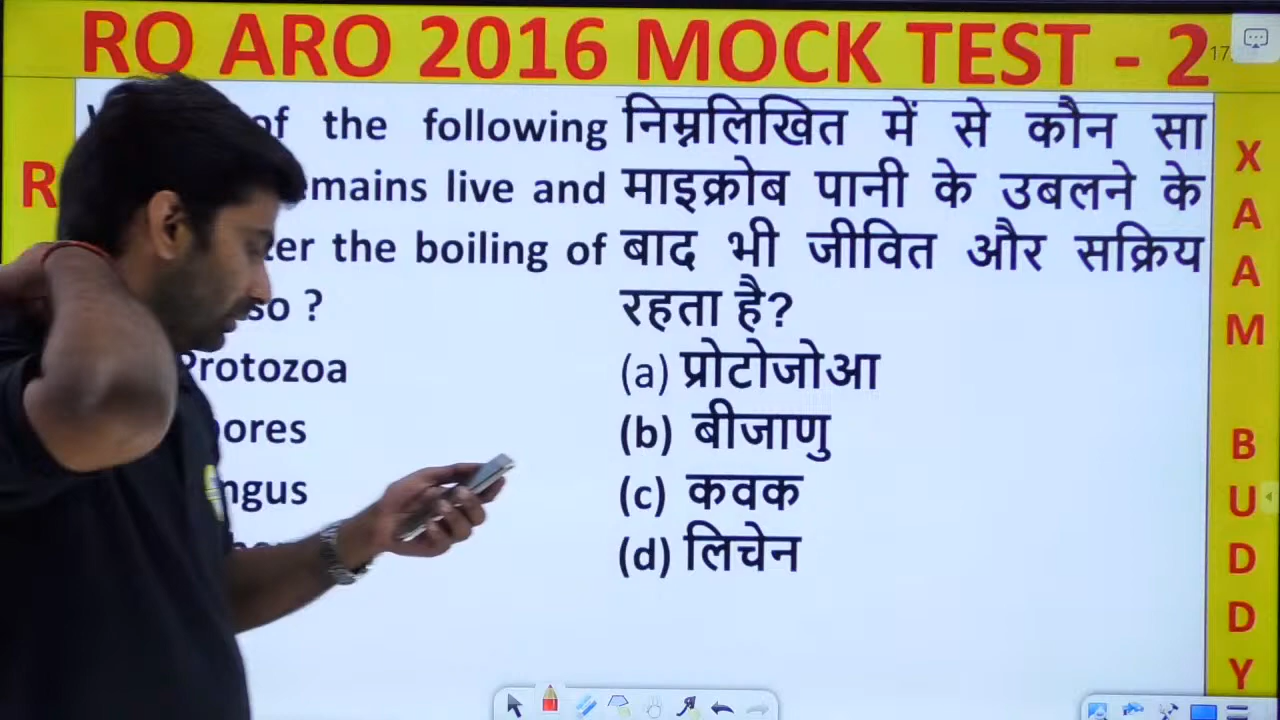 RO ARO 2016 MOCK TEST - 2
of the following
emains live and
ter the boiling of
so ?
Protozoa
ores
ngus
निम्नलिखित में से कौन सा
माइक्रोब पानी के उबलने के
बाद भी जीवित और सक्रिय
रहता है?
(a) प्रोटोजोआ
(b) बीजाणु
(c) कवक
(d) लिचेन
R
X
A
A
M
B
U
D
D
Y